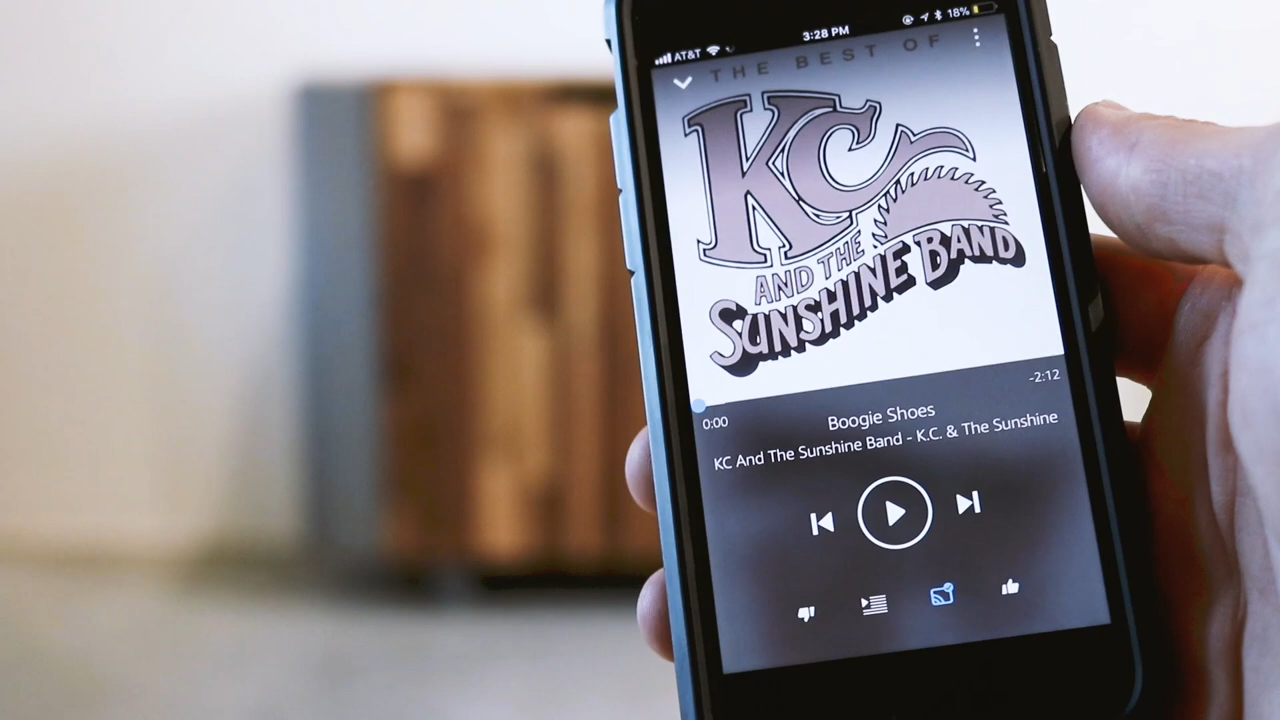 AT&T 3:28 PM 18%
THE BEST OF
KC
AND THE
SUNSHINE BAND
0:00 -2:12
Boogie Shoes
KC And The Sunshine Band - K.C. & The Sunshine